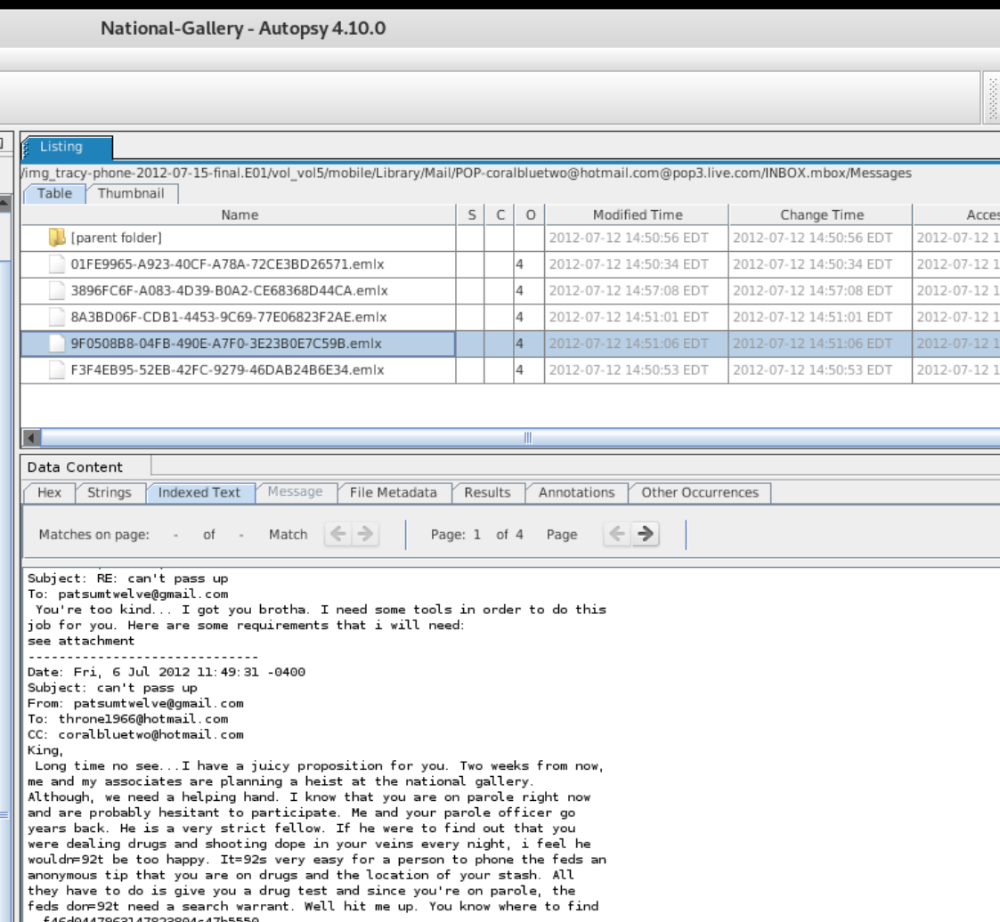 National-Gallery - Autopsy 4.10.0
Listing
/img_tracy-phone-2012-07-15-final.E01/vol_vol5/mobile/Library/Mail/POP-coralbluetwo@hotmail.com@pop3.live.com/INBOX.mbox/Messages
Table Thumbnail
Name S C O Modified Time Change Time
[parent folder] 2012-07-12 14:50:56 EDT 2012-07-12 14:50:56 EDT 2012-07-12 1
01FE9965-A923-40CF-A78A-72CE3BD26571.emlx 4 2012-07-12 14:50:34 EDT 2012-07-12 14:50:34 EDT 2012-07-12 1
3896FC6F-A083-4D39-B0A2-CE68368D44CA.emlx 4 2012-07-12 14:57:08 EDT 2012-07-12 14:57:08 EDT 2012-07-12 1
8A3BD06F-CDB1-4453-9C69-77E06823F2AE.emlx 4 2012-07-12 14:51:01 EDT 2012-07-12 14:51:01 EDT 2012-07-12 1
9F0508B8-04FB-490E-A7F0-3E23B0E7C59B.emlx 4 2012-07-12 14:51:06 EDT 2012-07-12 14:51:06 EDT 2012-07-12 1
F3F4EB95-52EB-42FC-9279-46DAB24B6E34.emlx 4 2012-07-12 14:50:53 EDT 2012-07-12 14:50:53 EDT 2012-07-12 1
Data Content
Hex Strings Indexed Text Message File Metadata Results Annotations Other Occurrences
Matches on page: - of - Match Page: 1 of 4 Page
Subject: RE: can't pass up
To: patsumtwelve@gmail.com
You're too kind... I got you brotha. I need some tools in order to do this
job for you. Here are some requirements that i will need:
see attachment
------------------------------
Date: Fri, 6 Jul 2012 11:49:31 -0400
Subject: can't pass up
From: patsumtwelve@gmail.com
To: throne1966@hotmail.com
CC: coralbluetwo@hotmail.com
King,
Long time no see...I have a juicy proposition for you. Two weeks from now,
me and my associates are planning a heist at the national gallery.
Although, we need a helping hand. I know that you are on parole right now
and are probably hesitant to participate. Me and your parole officer go
years back. He is a very strict fellow. If he were to find out that you
were dealing drugs and shooting dope in your veins every night, i feel he
wouldn=92t be too happy. It=92s very easy for a person to phone the feds an
anonymous tip that you are on drugs and the location of your stash. All
they have to do is give you a drug test and since you're on parole, the
feds don=92t need a search warrant. Well hit me up. You know where to find